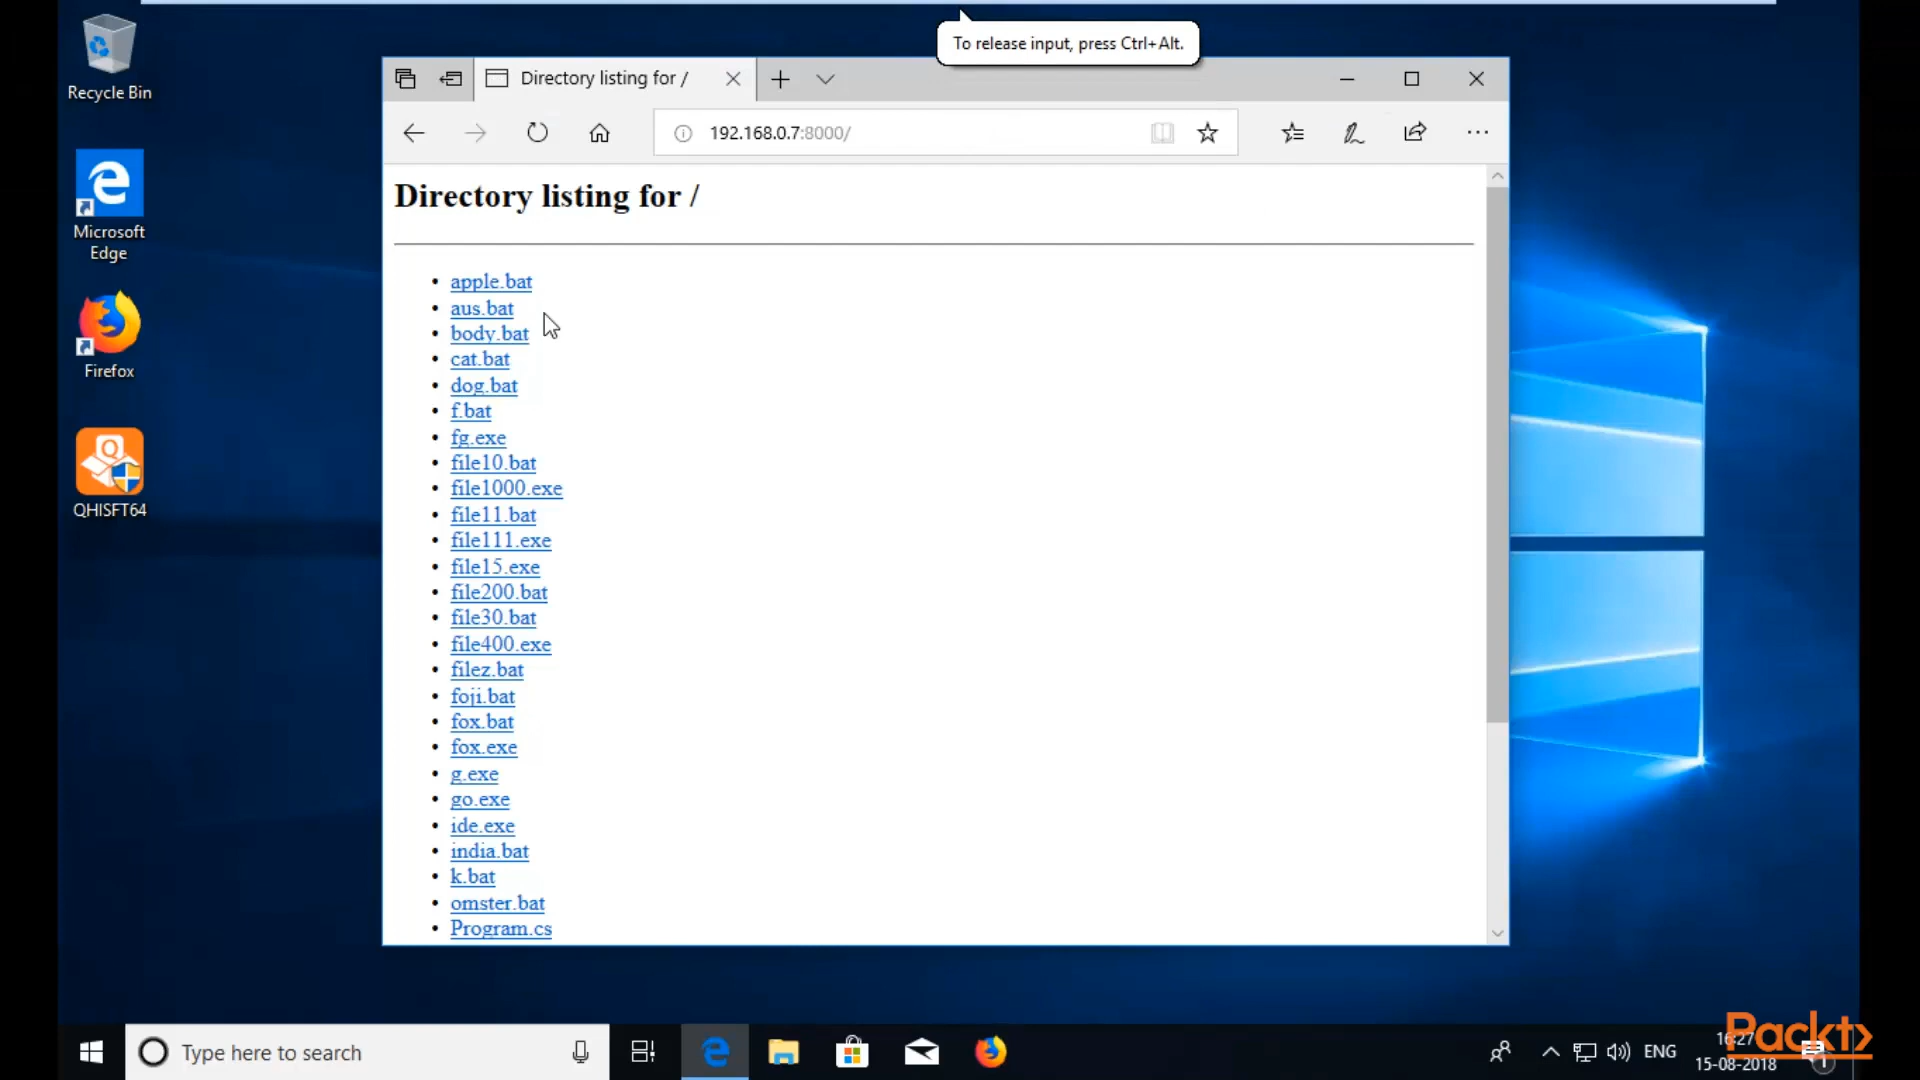 To release input, press Ctrl+Alt.
Recycle Bin
Directory listing for /
192.168.0.7:8000/
Directory listing for /
apple.bat
aus.bat
body.bat
cat.bat
dog.bat
f.bat
fg.exe
file10.bat
file1000.exe
file11.bat
file111.exe
file15.exe
file200.bat
file30.bat
file400.exe
filez.bat
foji.bat
fox.bat
fox.exe
g.exe
go.exe
ide.exe
india.bat
k.bat
omster.bat
Program.cs
Microsoft
Edge
Firefox
QHISFT64
Type here to search
ENG
16:27
15-08-2018
1
Packt